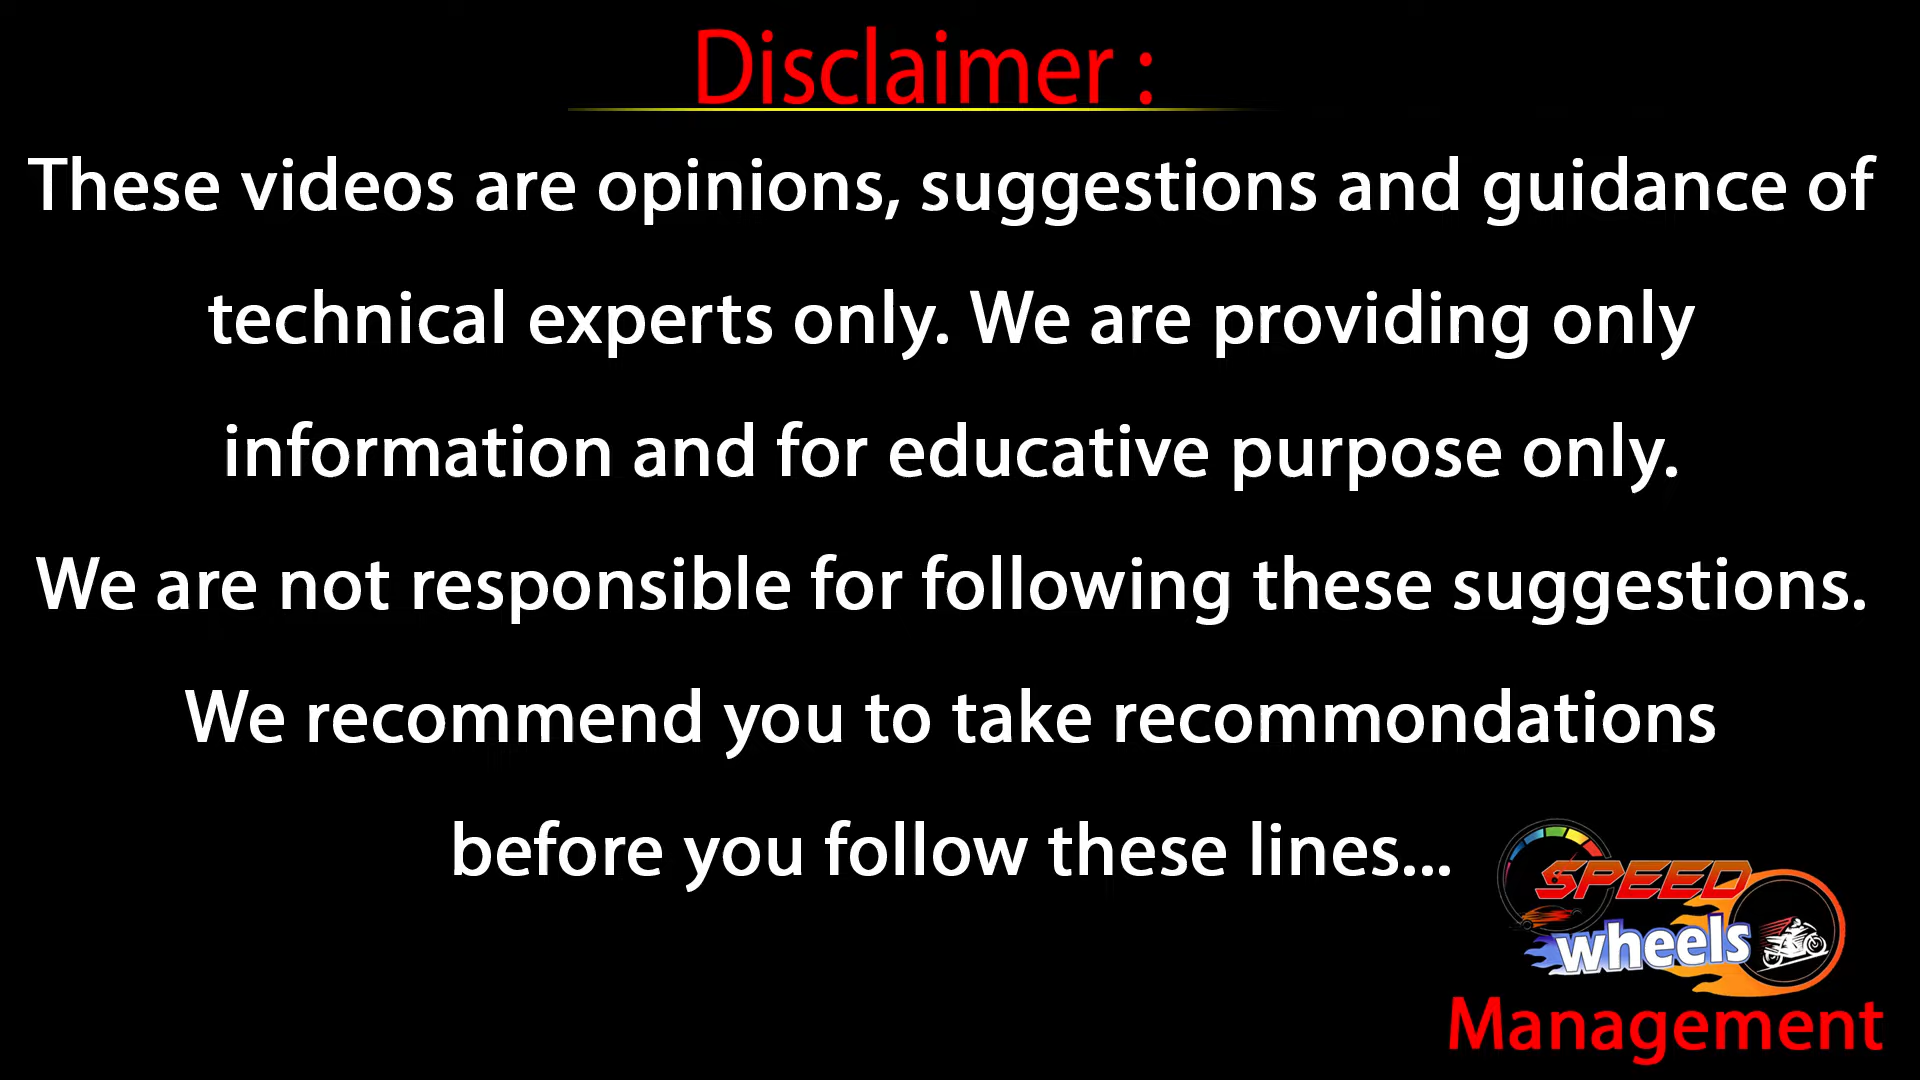 Disclaimer :
These videos are opinions, suggestions and guidance of
technical experts only. We are providing only
information and for educative purpose only.
We are not responsible for following these suggestions.
We recommend you to take recommondations
before you follow these lines...
SPEED
wheels
Management